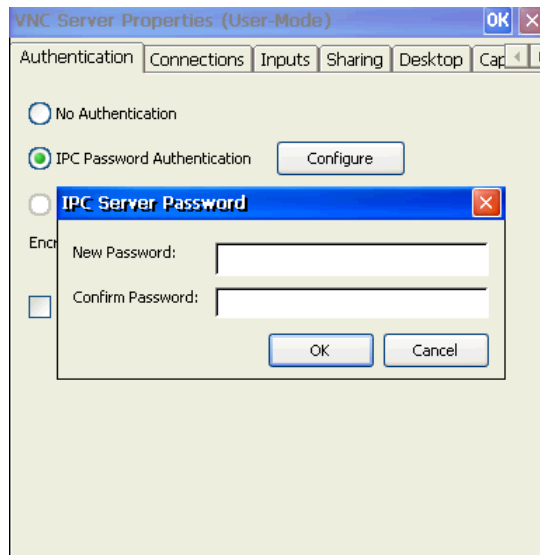 VNC Server Properties (User-Mode) OK
Authentication Connections Inputs Sharing Desktop
No Authentication
IPC Password Authentication Configure
IPC Server Password
New Password:
Confirm Password:
OK Cancel